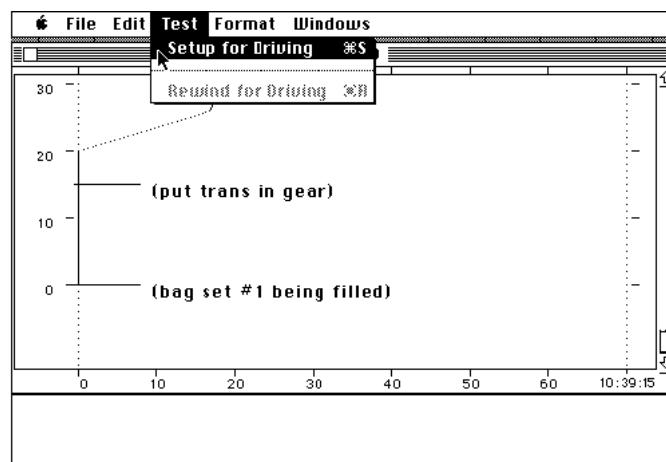 File Edit Test Format Windows
Setup for Driving ⌘S
Rewind for Driving ⌘R
30
20
(put trans in gear)
10
0
(bag set #1 being filled)
0 10 20 30 40 50 60 10:39:15